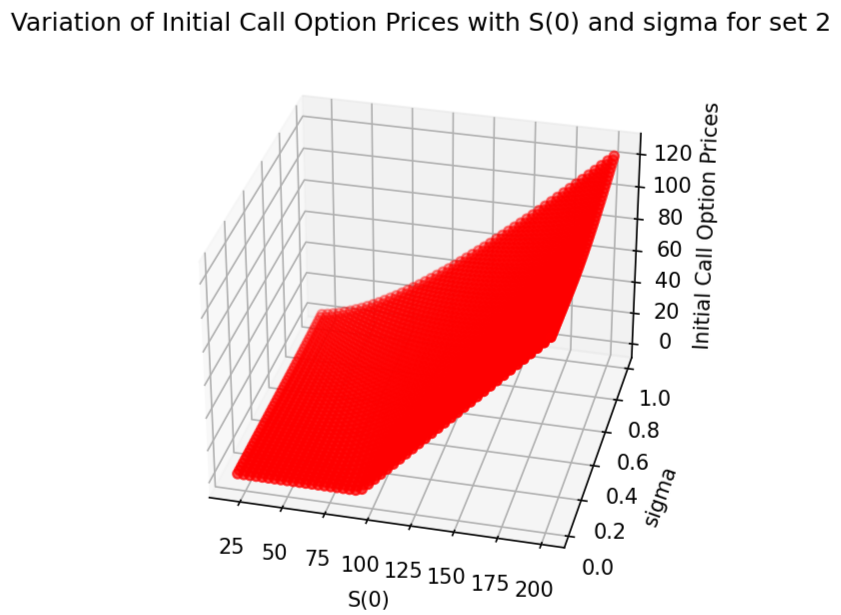 Variation of Initial Call Option Prices with S(0) and sigma for set 2
120
100
80
60
40
20
0
Initial Call Option Prices
1.0
0.8
0.6
0.4
0.2
0.0
sigma
25 50 75 100 125 150 175 200
S(0)